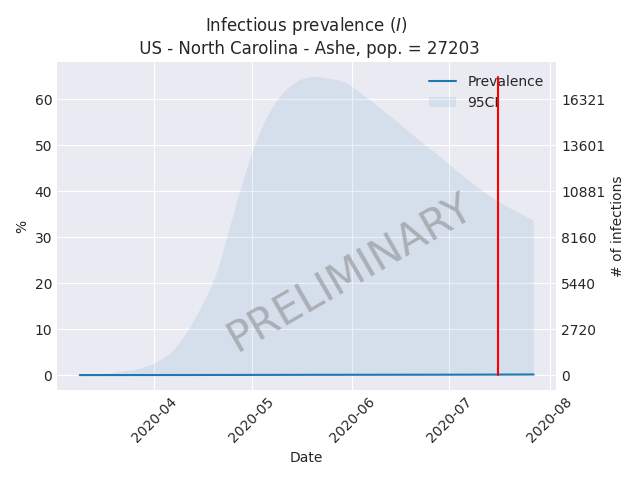 Infectious prevalence (I)
US - North Carolina - Ashe, pop. = 27203
Prevalence
95CI
60
50
40
30
20
10
0
%
16321
13601
10881
8160
5440
2720
0
# of infections
PRELIMINARY
2020-04
2020-05
2020-06
2020-07
2020-08
Date